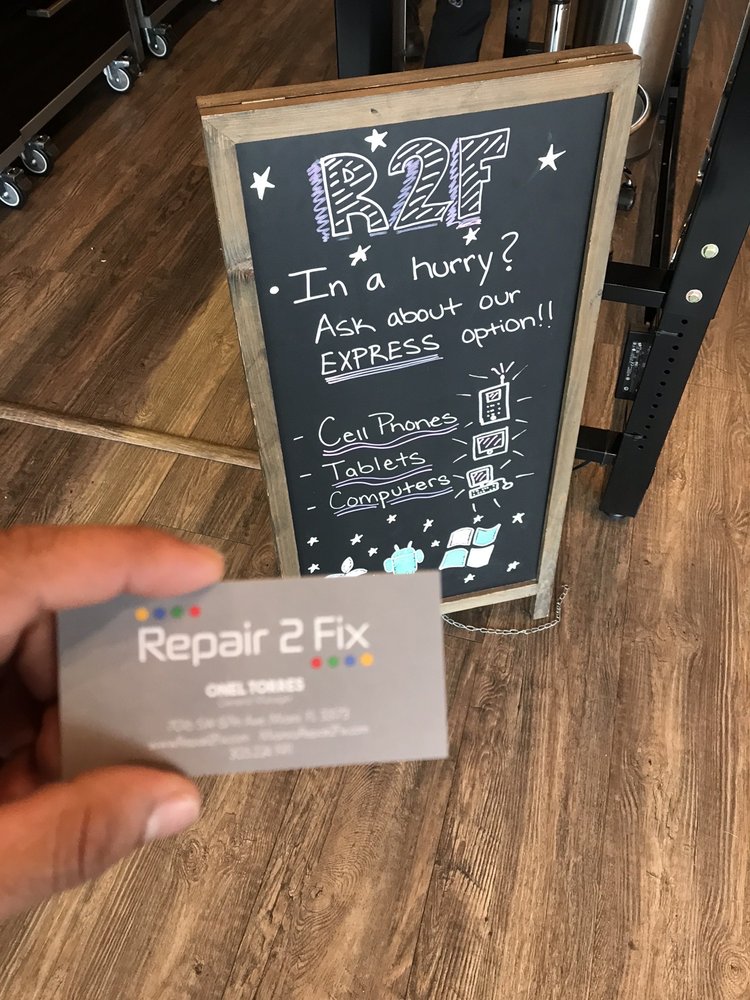 R2F
• In a hurry?
Ask about our
EXPRESS option!!
- Cell Phones
- Tablets
- Computers
Repair 2 Fix
ONEL TORRES